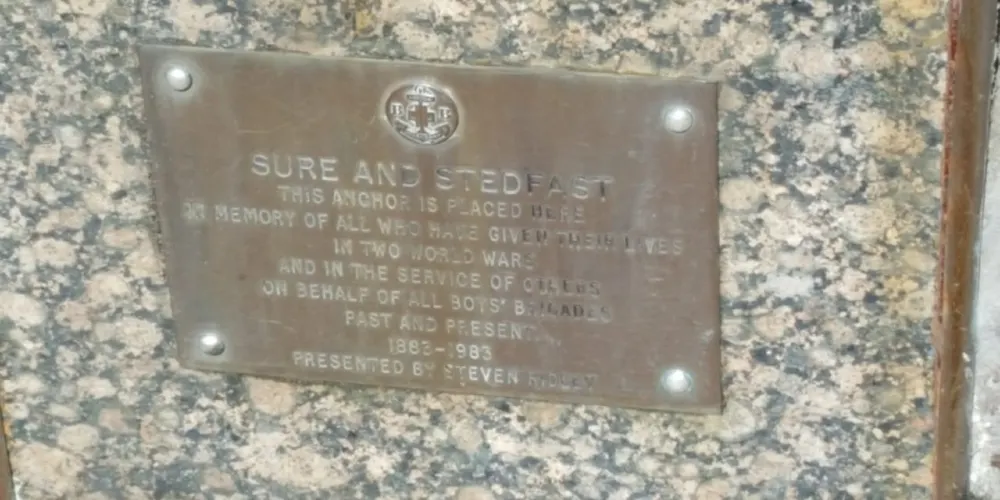 SURE AND STEDFAST
THIS ANCHOR IS PLACED HERE
IN MEMORY OF ALL WHO HAVE GIVEN THEIR LIVES
IN TWO WORLD WARS
AND IN THE SERVICE OF OTHERS
ON BEHALF OF ALL BOYS' BRIGADES
PAST AND PRESENT
1883-1983
PRESENTED BY STEVEN RIDLEY